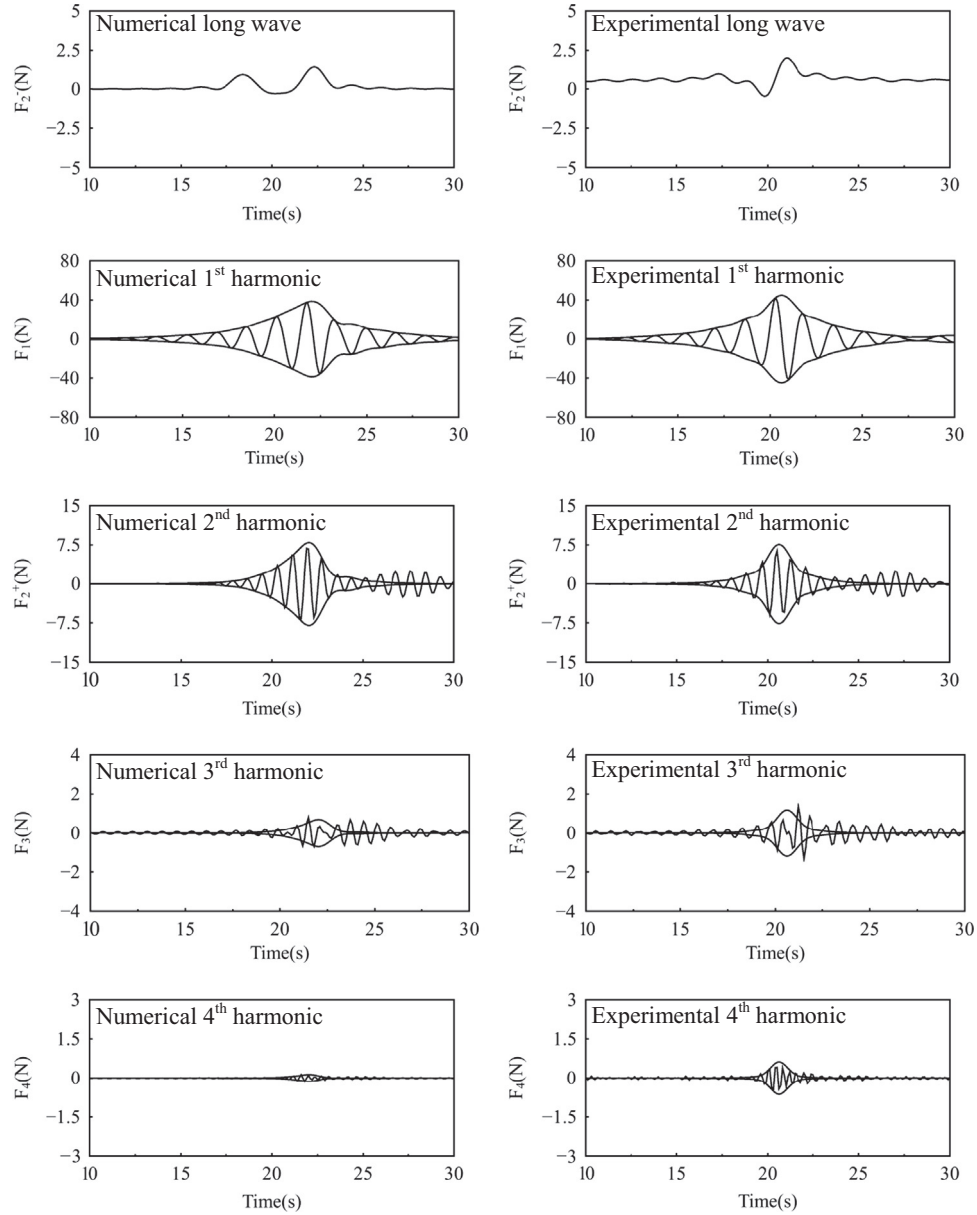 Numerical long wave
F₂⁻(N)
5
2.5
0
−2.5
−5
10 15 20 25 30
Time(s)
Experimental long wave
F₂⁻(N)
5
2.5
0
−2.5
−5
10 15 20 25 30
Time(s)
Numerical 1st harmonic
F₁(N)
80
40
0
−40
−80
10 15 20 25 30
Time(s)
Experimental 1st harmonic
F₁(N)
80
40
0
−40
−80
10 15 20 25 30
Time(s)
Numerical 2nd harmonic
F₂⁺(N)
15
7.5
0
−7.5
−15
10 15 20 25 30
Time(s)
Experimental 2nd harmonic
F₂⁺(N)
15
7.5
0
−7.5
−15
10 15 20 25 30
Time(s)
Numerical 3rd harmonic
F₃(N)
4
2
0
−2
−4
10 15 20 25 30
Time(s)
Experimental 3rd harmonic
F₃(N)
4
2
0
−2
−4
10 15 20 25 30
Time(s)
Numerical 4th harmonic
F₄(N)
3
1.5
0
−1.5
−3
10 15 20 25 30
Time(s)
Experimental 4th harmonic
F₄(N)
3
1.5
0
−1.5
−3
10 15 20 25 30
Time(s)